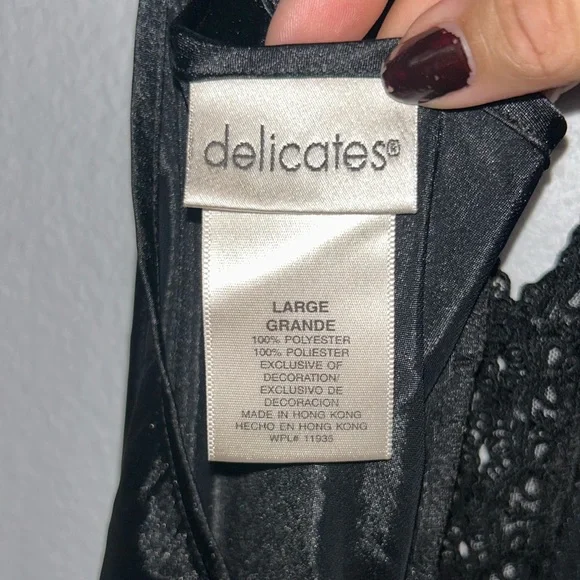 delicates®
LARGE
GRANDE
100% POLYESTER
100% POLIESTER
EXCLUSIVE OF
DECORATION/
EXCLUSIVO DE
DECORACION
MADE IN HONG KONG
HECHO EN HONG KONG
WPL# 11935